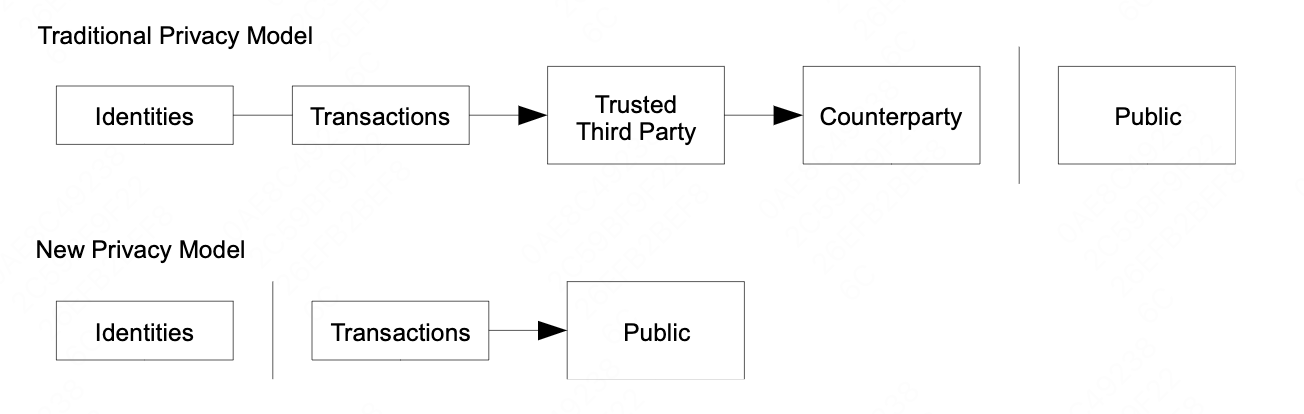 Traditional Privacy Model
Identities
Transactions
Trusted
Third Party
Counterparty
Public
New Privacy Model
Identities
Transactions
Public